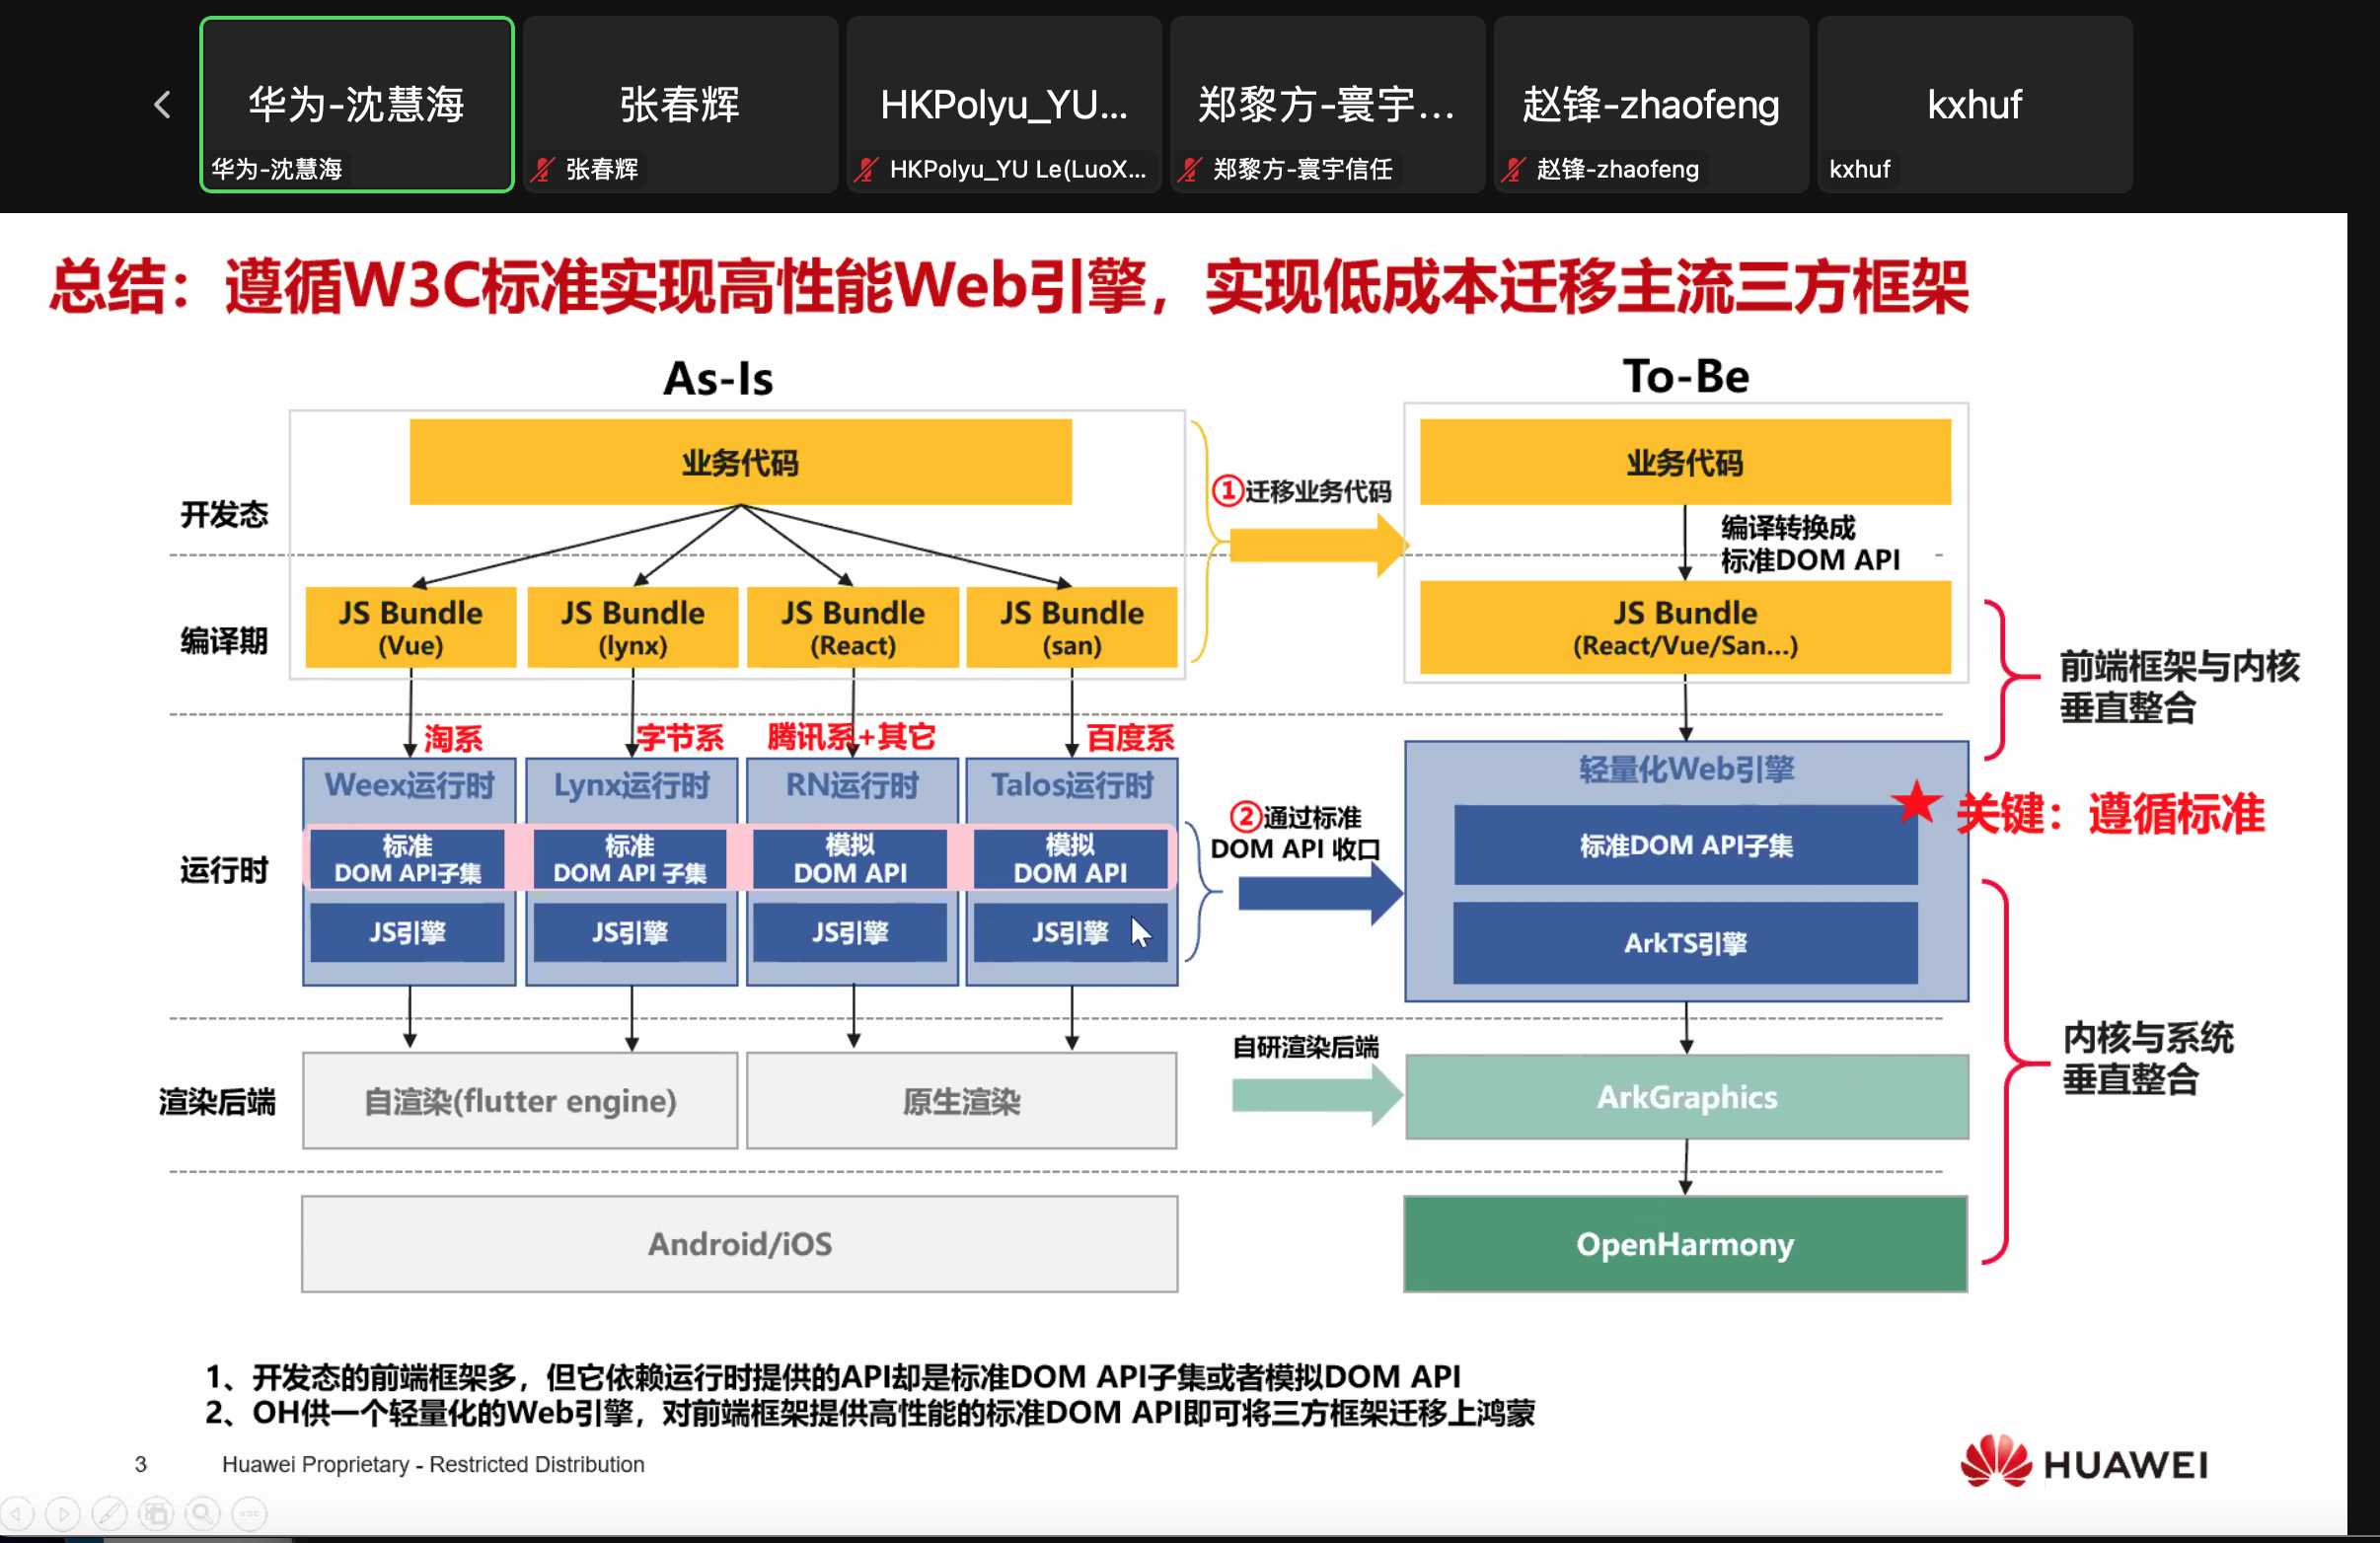 华为-沈慧海
张春辉
HKPolyu_YU...
郑黎方-寰宇...
赵锋-zhaofeng
kxhuf
华为-沈慧海
张春辉
HKPolyu_YU Le(LuoX...
郑黎方-寰宇信任
赵锋-zhaofeng
kxhuf
总结：遵循W3C标准实现高性能Web引擎，实现低成本迁移主流三方框架
As-Is
To-Be
业务代码
业务代码
①迁移业务代码
开发态
编译转换成
标准DOM API
编译期
JS Bundle
(Vue)
JS Bundle
(lynx)
JS Bundle
(React)
JS Bundle
(san)
JS Bundle
(React/Vue/San...)
前端框架与内核
垂直整合
淘系
字节系
腾讯系+其它
百度系
运行时
Weex运行时
标准
DOM API子集
JS引擎
Lynx运行时
标准
DOM API 子集
JS引擎
RN运行时
模拟
DOM API
JS引擎
Talos运行时
模拟
DOM API
JS引擎
②通过标准
DOM API 收口
轻量化Web引擎
标准DOM API子集
ArkTS引擎
关键：遵循标准
内核与系统
垂直整合
渲染后端
自渲染(flutter engine)
原生渲染
自研渲染后端
ArkGraphics
Android/iOS
OpenHarmony
1、开发态的前端框架多，但它依赖运行时提供的API却是标准DOM API子集或者模拟DOM API
2、OH供一个轻量化的Web引擎，对前端框架提供高性能的标准DOM API即可将三方框架迁移上鸿蒙
3
Huawei Proprietary - Restricted Distribution
HUAWEI